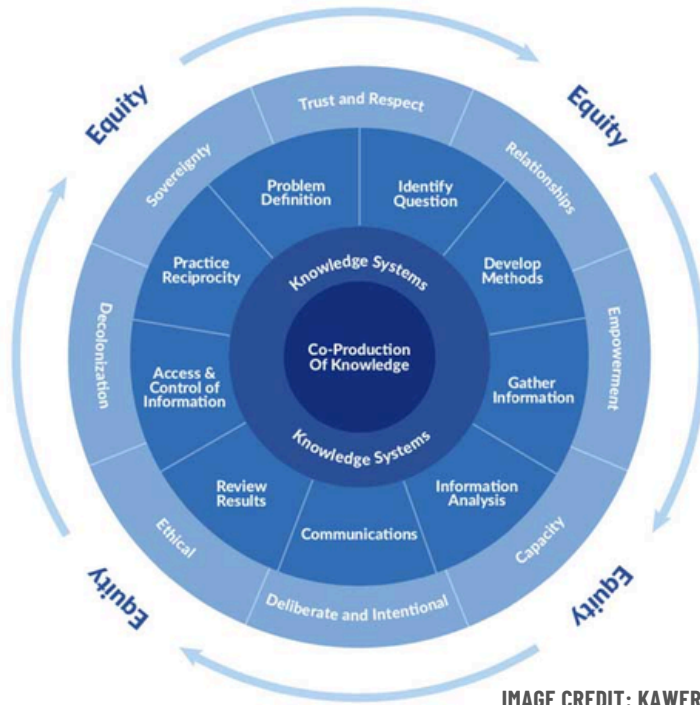 Equity
Equity
Trust and Respect
Relationships
Empowerment
Capacity
Deliberate and Intentional
Ethical
Decolonization
Sovereignty
Problem
Definition
Identify
Question
Develop
Methods
Gather
Information
Information
Analysis
Communications
Review
Results
Access &
Control of
Information
Practice
Reciprocity
Knowledge Systems
Co-Production
Of Knowledge
Knowledge Systems
Equity
Equity
IMAGE CREDIT: KAWER